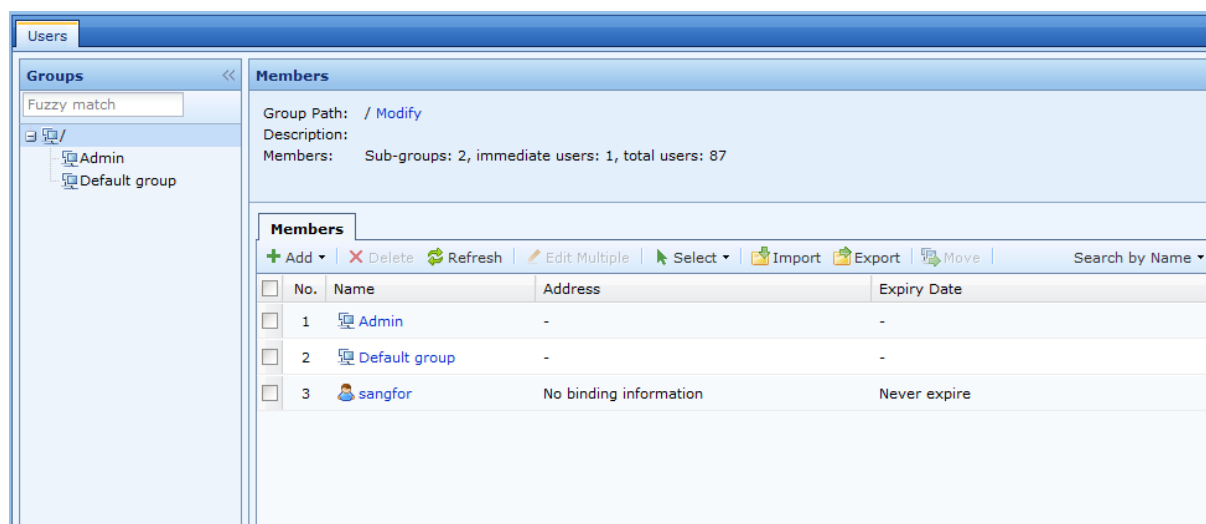 Users
Groups
Fuzzy match
/
Admin
Default group
Members
Group Path: / Modify
Description:
Members: Sub-groups: 2, immediate users: 1, total users: 87
Members
Add Delete Refresh Edit Multiple Select Import Export Move Search by Name
No. Name Address Expiry Date
1 Admin - -
2 Default group - -
3 sangfor No binding information Never expire